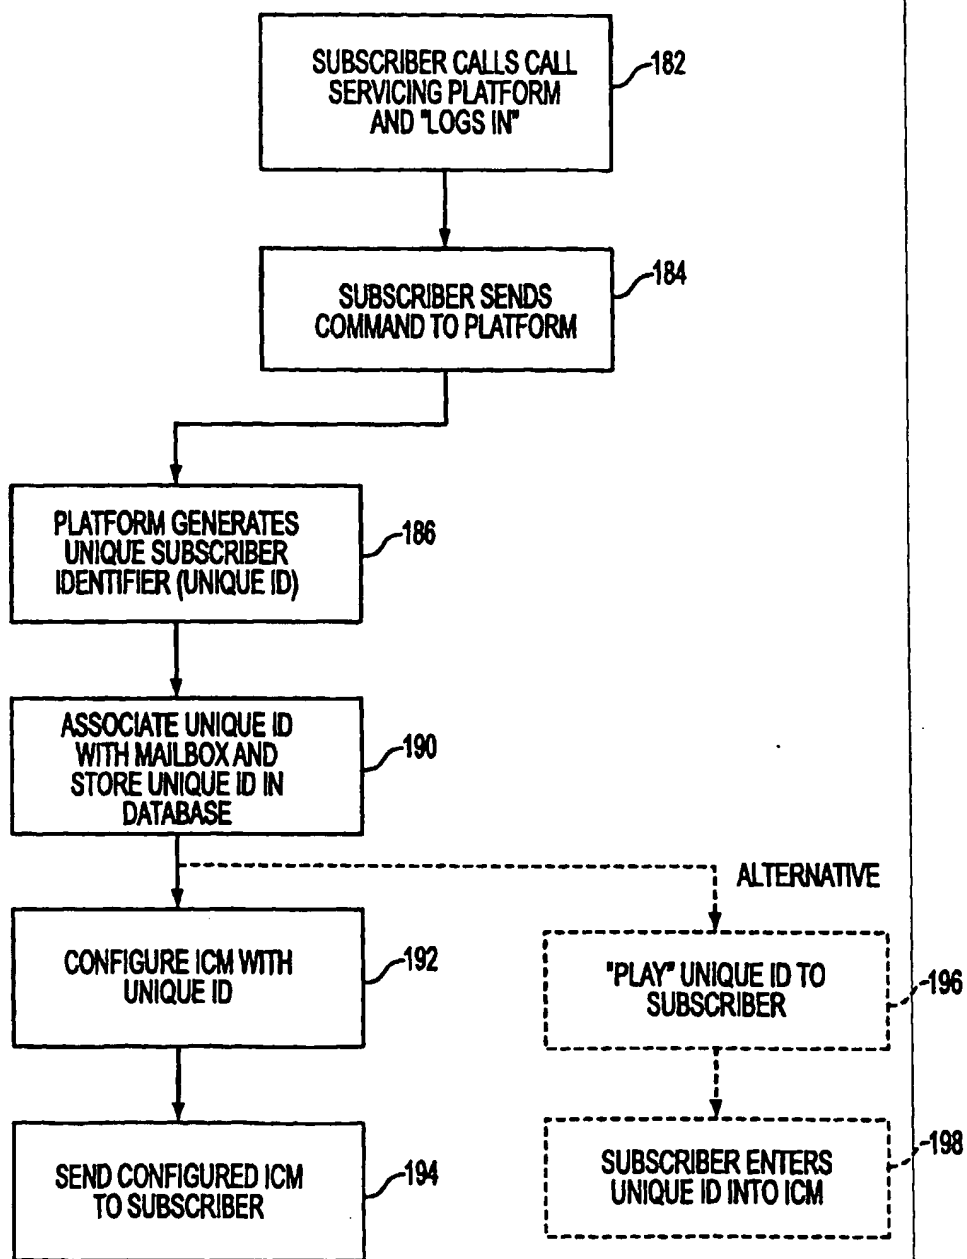 SUBSCRIBER CALLS CALL
SERVICING PLATFORM
AND "LOGS IN"
182
SUBSCRIBER SENDS
COMMAND TO PLATFORM
184
PLATFORM GENERATES
UNIQUE SUBSCRIBER
IDENTIFIER (UNIQUE ID)
186
ASSOCIATE UNIQUE ID
WITH MAILBOX AND
STORE UNIQUE ID IN
DATABASE
190
ALTERNATIVE
CONFIGURE ICM WITH
UNIQUE ID
192
"PLAY" UNIQUE ID TO
SUBSCRIBER
196
SEND CONFIGURED ICM
TO SUBSCRIBER
194
SUBSCRIBER ENTERS
UNIQUE ID INTO ICM
198